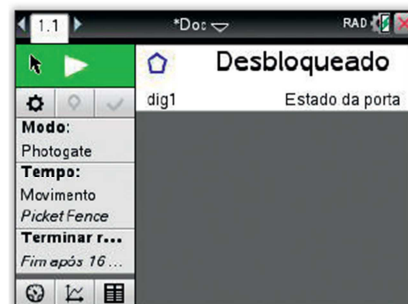 1.1
*Doc
RAD
Desbloqueado
dig1
Estado da porta
Modo:
Photogate
Tempo:
Movimento
Picket Fence
Terminar r...
Fim após 16 ...